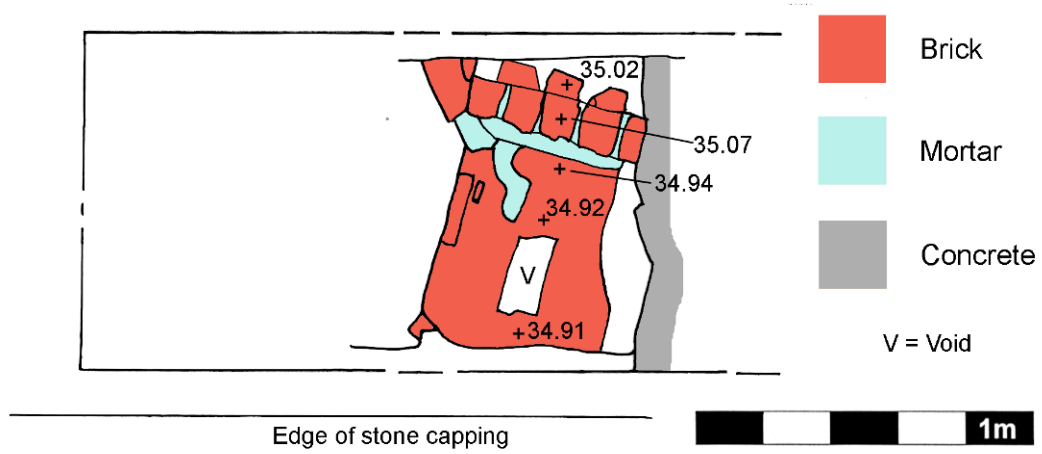 Brick
35.02
35.07
Mortar
34.94
34.92
Concrete
V
34.91
V = Void
1m
Edge of stone capping